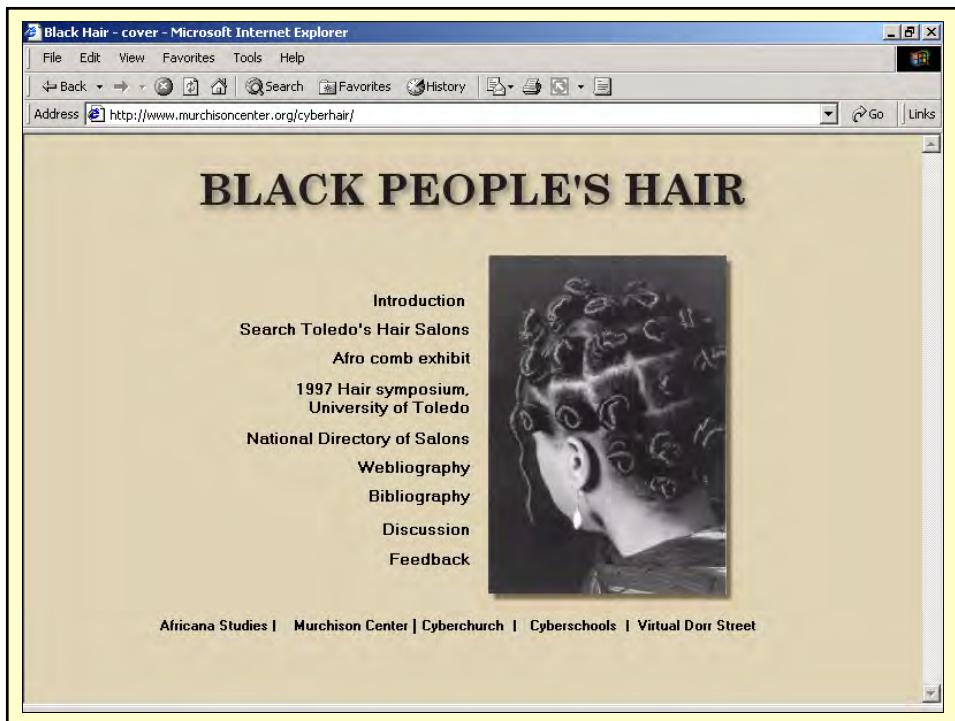 Black Hair - cover - Microsoft Internet Explorer
File Edit View Favorites Tools Help
Back Search Favorites History
Address http://www.murchisoncenter.org/cyberhair/ Go Links
BLACK PEOPLE'S HAIR
Introduction
Search Toledo's Hair Salons
Afro comb exhibit
1997 Hair symposium,
University of Toledo
National Directory of Salons
Webliography
Bibliography
Discussion
Feedback
Africana Studies | Murchison Center | Cyberchurch | Cyberschools | Virtual Dorr Street